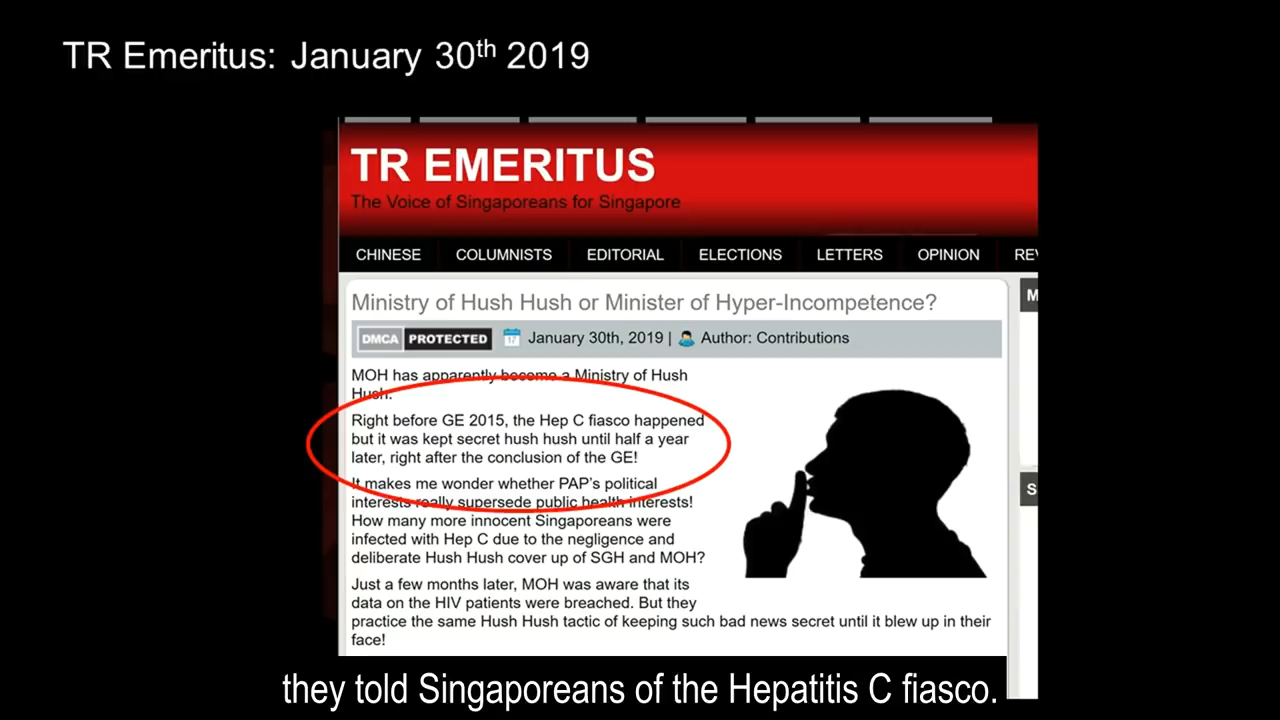 TR Emeritus: January 30th 2019
TR EMERITUS
The Voice of Singaporeans for Singapore
CHINESE COLUMNISTS EDITORIAL ELECTIONS LETTERS OPINION REV
Ministry of Hush Hush or Minister of Hyper-Incompetence?
DMCA PROTECTED January 30th, 2019 | Author: Contributions
MOH has apparently become a Ministry of Hush
Hush.
Right before GE 2015, the Hep C fiasco happened
but it was kept secret hush hush until half a year
later, right after the conclusion of the GE!
It makes me wonder whether PAP's political
interests really supersede public health interests!
How many more innocent Singaporeans were
infected with Hep C due to the negligence and
deliberate Hush Hush cover up of SGH and MOH?
Just a few months later, MOH was aware that its
data on the HIV patients were breached. But they
practice the same Hush Hush tactic of keeping such bad news secret until it blew up in their
face!
M
S
they told Singaporeans of the Hepatitis C fiasco.